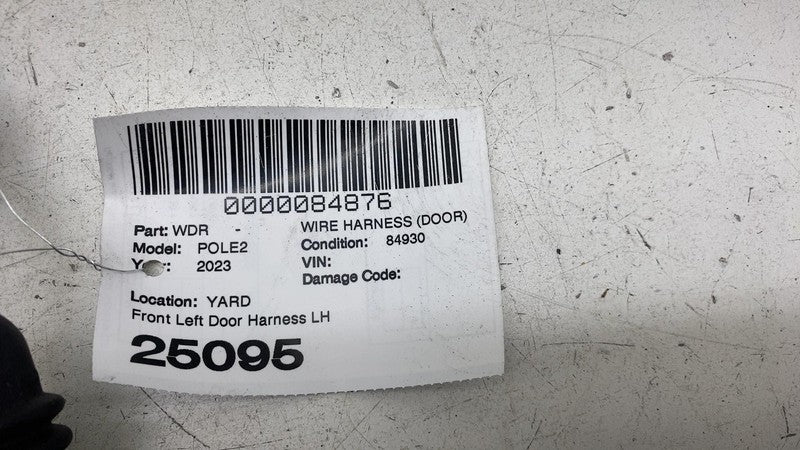 0000084876
Part: WDR - WIRE HARNESS (DOOR)
Model: POLE2 Condition: 84930
Year: 2023 VIN:
Damage Code:
Location: YARD
Front Left Door Harness LH
25095